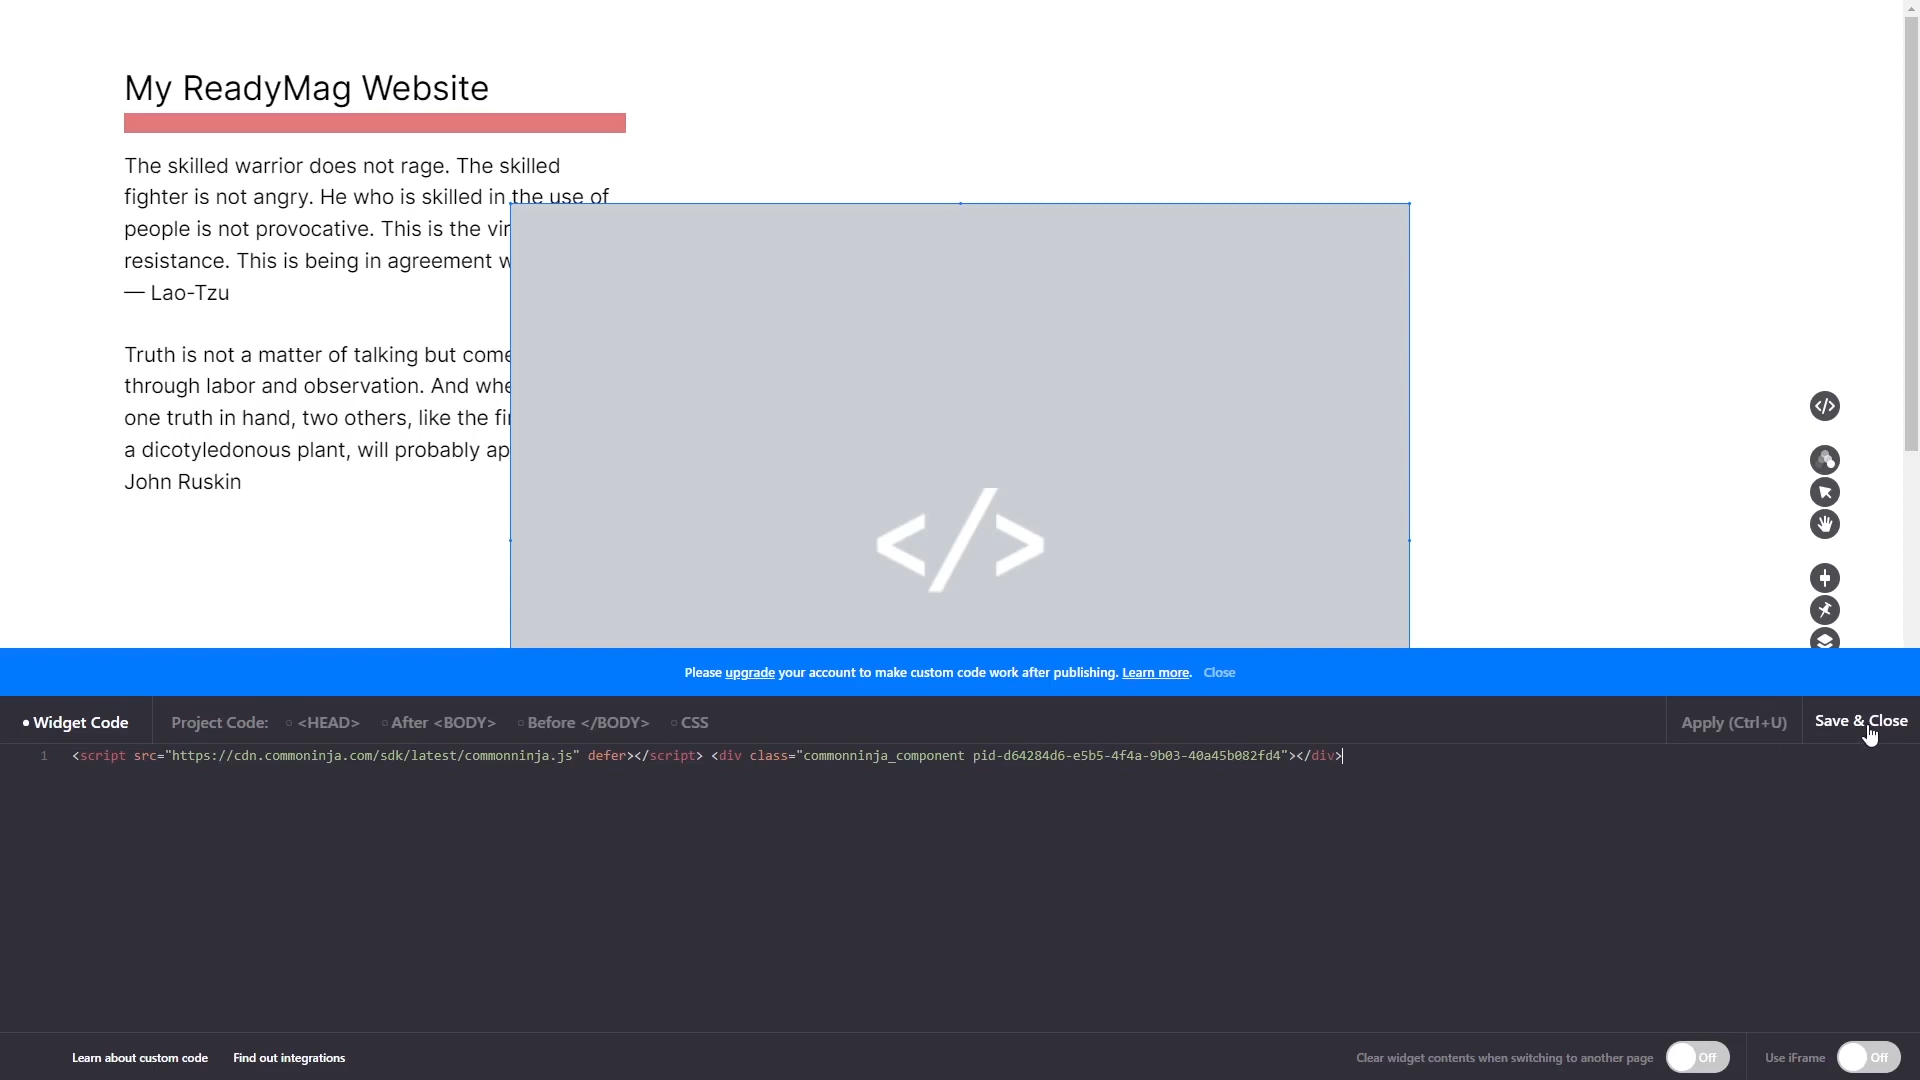 My ReadyMag Website
The skilled warrior does not rage. The skilled
fighter is not angry. He who is skilled in the use of
people is not provocative. This is the vir
resistance. This is being in agreement w
— Lao-Tzu
Truth is not a matter of talking but come
through labor and observation. And whe
one truth in hand, two others, like the fir
a dicotyledonous plant, will probably ap
John Ruskin
</>
</>
Please upgrade your account to make custom code work after publishing. Learn more. Close
Widget Code Project Code: <HEAD> After <BODY> Before </BODY> CSS Apply (Ctrl+U) Save & Close
1 <script src="https://cdn.commoninja.com/sdk/latest/commonninja.js" defer></script> <div class="commonninja_component pid-d64284d6-e5b5-4f4a-9b03-40a45b082fd4"></div>
Learn about custom code Find out integrations Clear widget contents when switching to another page Off Use iFrame Off